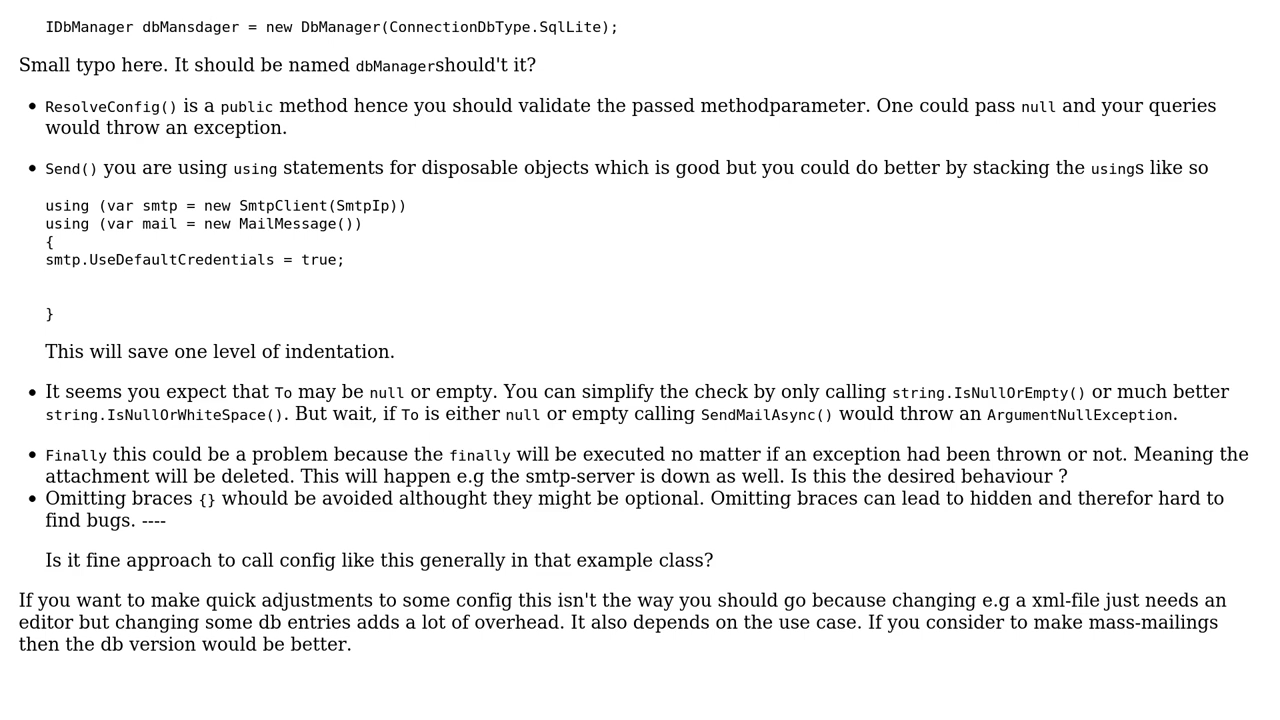 IDbManager dbMansdager = new DbManager(ConnectionDbType.SqlLite);
Small typo here. It should be named dbManagershould't it?
• ResolveConfig() is a public method hence you should validate the passed methodparameter. One could pass null and your queries
would throw an exception.
• Send() you are using using statements for disposable objects which is good but you could do better by stacking the usings like so
using (var smtp = new SmtpClient(SmtpIp))
using (var mail = new MailMessage())
{
smtp.UseDefaultCredentials = true;
}
This will save one level of indentation.
• It seems you expect that To may be null or empty. You can simplify the check by only calling string.IsNullOrEmpty() or much better
string.IsNullOrWhiteSpace(). But wait, if To is either null or empty calling SendMailAsync() would throw an ArgumentNullException.
• Finally this could be a problem because the finally will be executed no matter if an exception had been thrown or not. Meaning the
attachment will be deleted. This will happen e.g the smtp-server is down as well. Is this the desired behaviour ?
• Omitting braces {} whould be avoided althought they might be optional. Omitting braces can lead to hidden and therefor hard to
find bugs. ----
Is it fine approach to call config like this generally in that example class?
If you want to make quick adjustments to some config this isn't the way you should go because changing e.g a xml-file just needs an
editor but changing some db entries adds a lot of overhead. It also depends on the use case. If you consider to make mass-mailings
then the db version would be better.